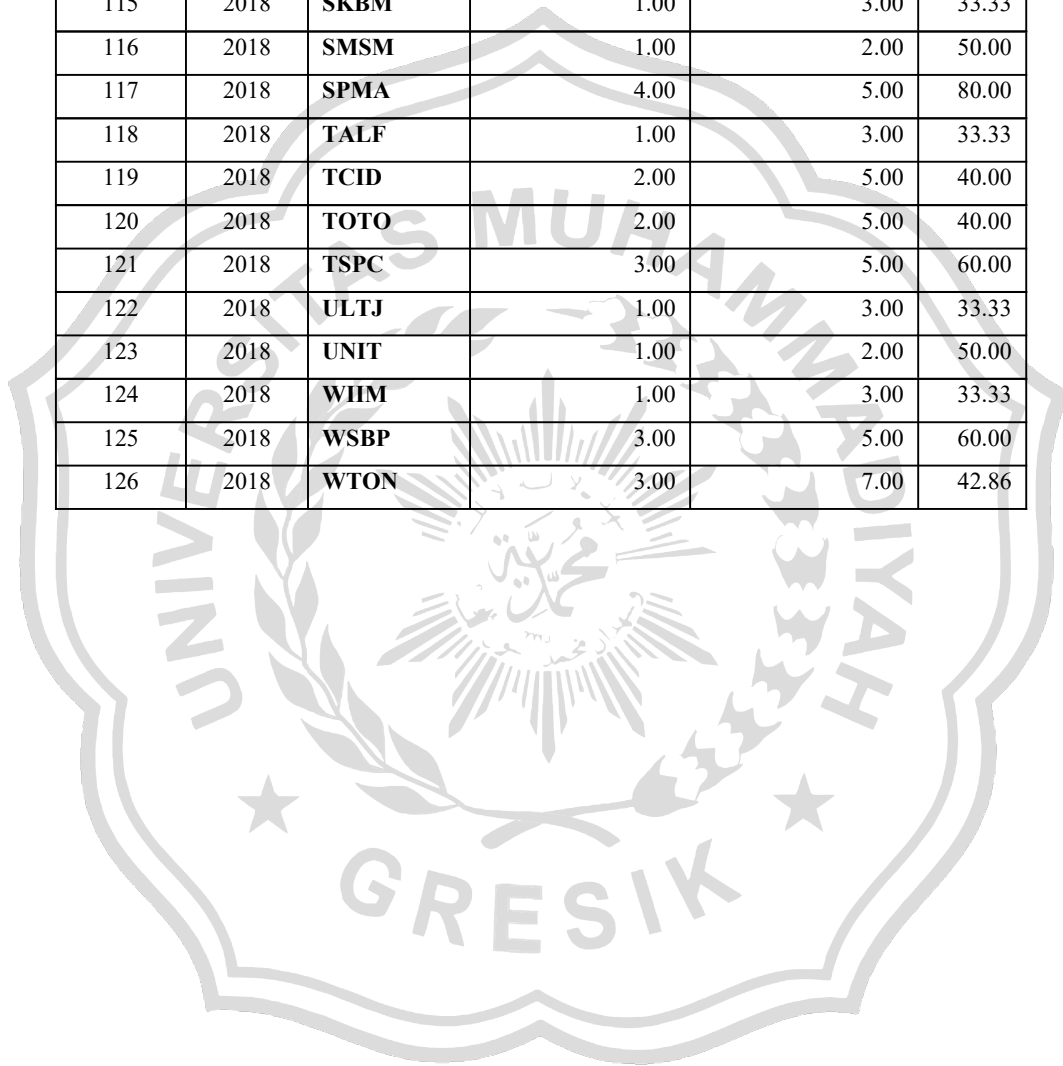 115 2018 SKBM 1.00 3.00 33.33
116 2018 SMSM 1.00 2.00 50.00
117 2018 SPMA 4.00 5.00 80.00
118 2018 TALF 1.00 3.00 33.33
119 2018 TCID 2.00 5.00 40.00
120 2018 TOTO 2.00 5.00 40.00
121 2018 TSPC 3.00 5.00 60.00
122 2018 ULTJ 1.00 3.00 33.33
123 2018 UNIT 1.00 2.00 50.00
124 2018 WIIM 1.00 3.00 33.33
125 2018 WSBP 3.00 5.00 60.00
126 2018 WTON 3.00 7.00 42.86
UNIVERSITAS MUHAMMADIYAH
GRESIK